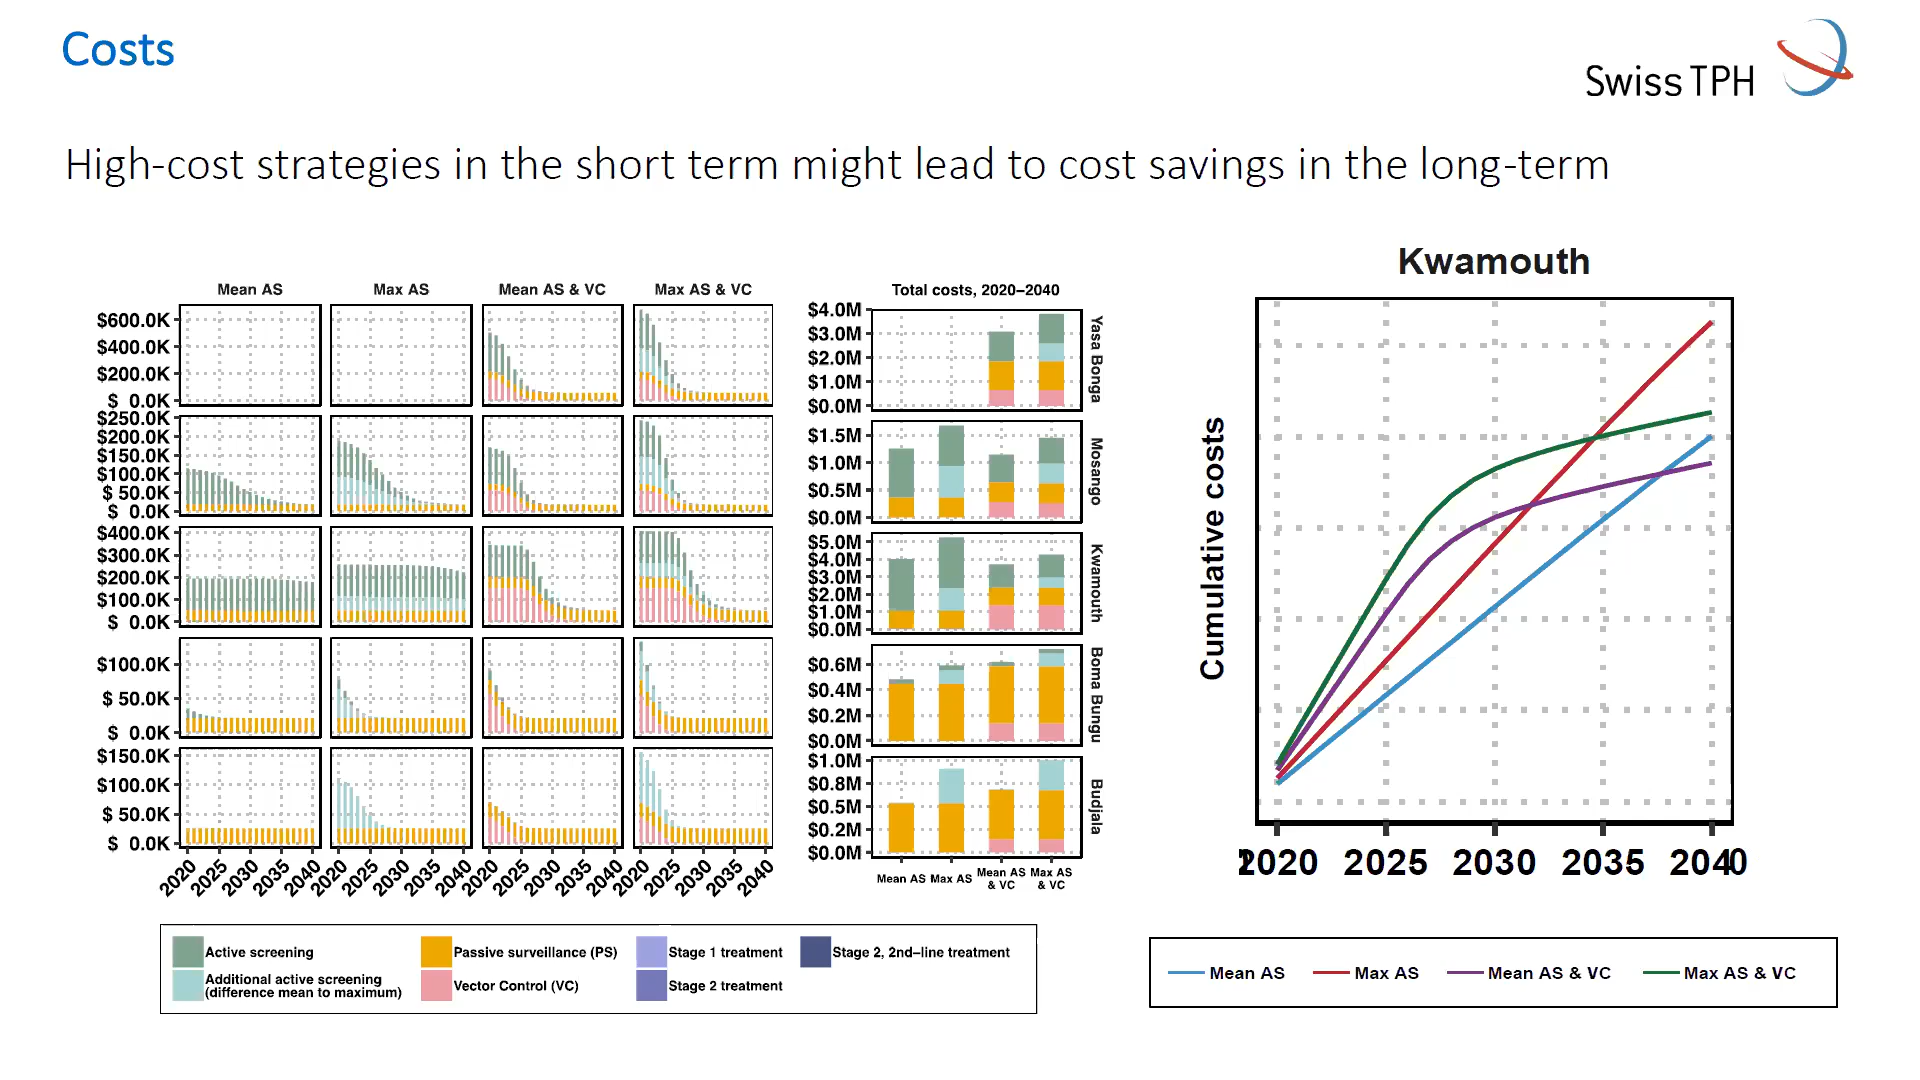 Costs
Swiss TPH
High-cost strategies in the short term might lead to cost savings in the long-term
Mean AS
Max AS
Mean AS & VC
Max AS & VC
$600.0K
$400.0K
$200.0K
$ 0.0K
$250.0K
$200.0K
$150.0K
$100.0K
$ 50.0K
$ 0.0K
$400.0K
$300.0K
$200.0K
$100.0K
$ 0.0K
$100.0K
$ 50.0K
$ 0.0K
$150.0K
$100.0K
$ 50.0K
$ 0.0K
2020 2025 2030 2035 2040
2020 2025 2030 2035 2040
2020 2025 2030 2035 2040
2020 2025 2030 2035 2040
Total costs, 2020–2040
$4.0M
$3.0M
$2.0M
$1.0M
$0.0M
Yasa Bonga
$1.5M
$1.0M
$0.5M
$0.0M
Mosango
$5.0M
$4.0M
$3.0M
$2.0M
$1.0M
$0.0M
Kwamouth
$0.6M
$0.4M
$0.2M
$0.0M
Boma Bungu
$1.0M
$0.8M
$0.5M
$0.2M
$0.0M
Budjala
Mean AS
Max AS
Mean AS
& VC
Max AS
& VC
Active screening
Additional active screening
(difference mean to maximum)
Passive surveillance (PS)
Vector Control (VC)
Stage 1 treatment
Stage 2 treatment
Stage 2, 2nd–line treatment
Kwamouth
Cumulative costs
2020 2025 2030 2035 2040
Mean AS
Max AS
Mean AS & VC
Max AS & VC